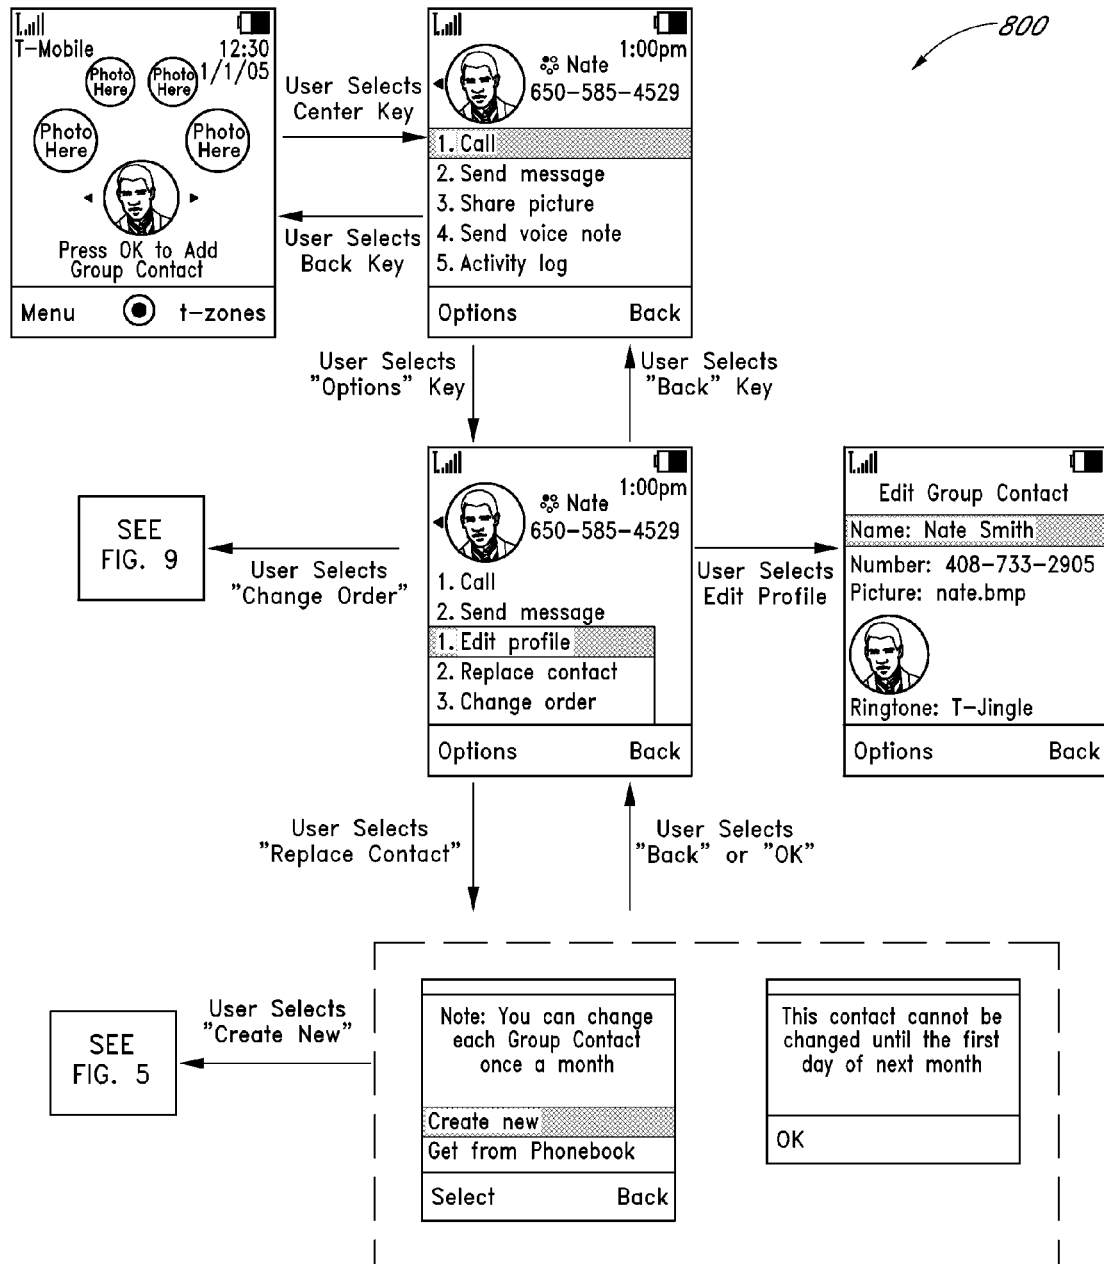 800
T-Mobile
12:30
1/1/05
Photo
Here
Photo
Here
Photo
Here
Photo
Here
Press OK to Add
Group Contact
Menu
t-zones
User Selects
Center Key
User Selects
Back Key
1:00pm
Nate
650-585-4529
1. Call
2. Send message
3. Share picture
4. Send voice note
5. Activity log
Options Back
User Selects
"Options" Key
User Selects
"Back" Key
SEE
FIG. 9
User Selects
"Change Order"
1:00pm
Nate
650-585-4529
1. Call
2. Send message
1. Edit profile
2. Replace contact
3. Change order
Options Back
User Selects
Edit Profile
Edit Group Contact
Name: Nate Smith
Number: 408-733-2905
Picture: nate.bmp
Ringtone: T-Jingle
Options Back
User Selects
"Replace Contact"
User Selects
"Back" or "OK"
SEE
FIG. 5
User Selects
"Create New"
Note: You can change
each Group Contact
once a month
Create new
Get from Phonebook
Select Back
This contact cannot be
changed until the first
day of next month
OK